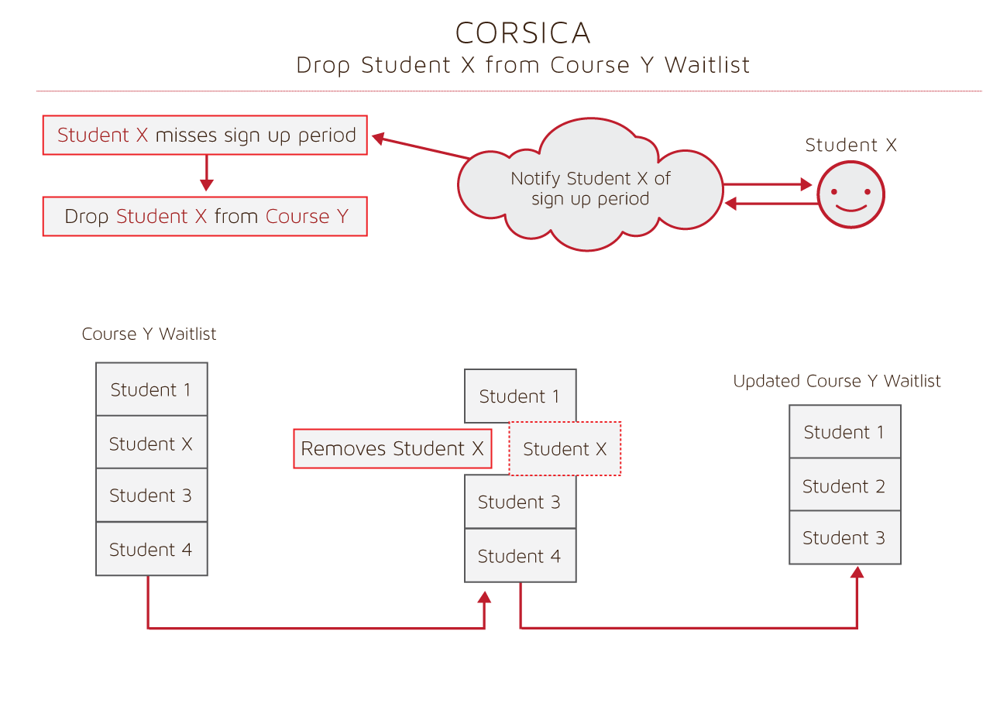 CORSICA
Drop Student X from Course Y Waitlist
Student X misses sign up period
Drop Student X from Course Y
Notify Student X of
sign up period
Student X
Course Y Waitlist
Student 1
Student X
Student 3
Student 4
Student 1
Removes Student X
Student X
Student 3
Student 4
Updated Course Y Waitlist
Student 1
Student 2
Student 3